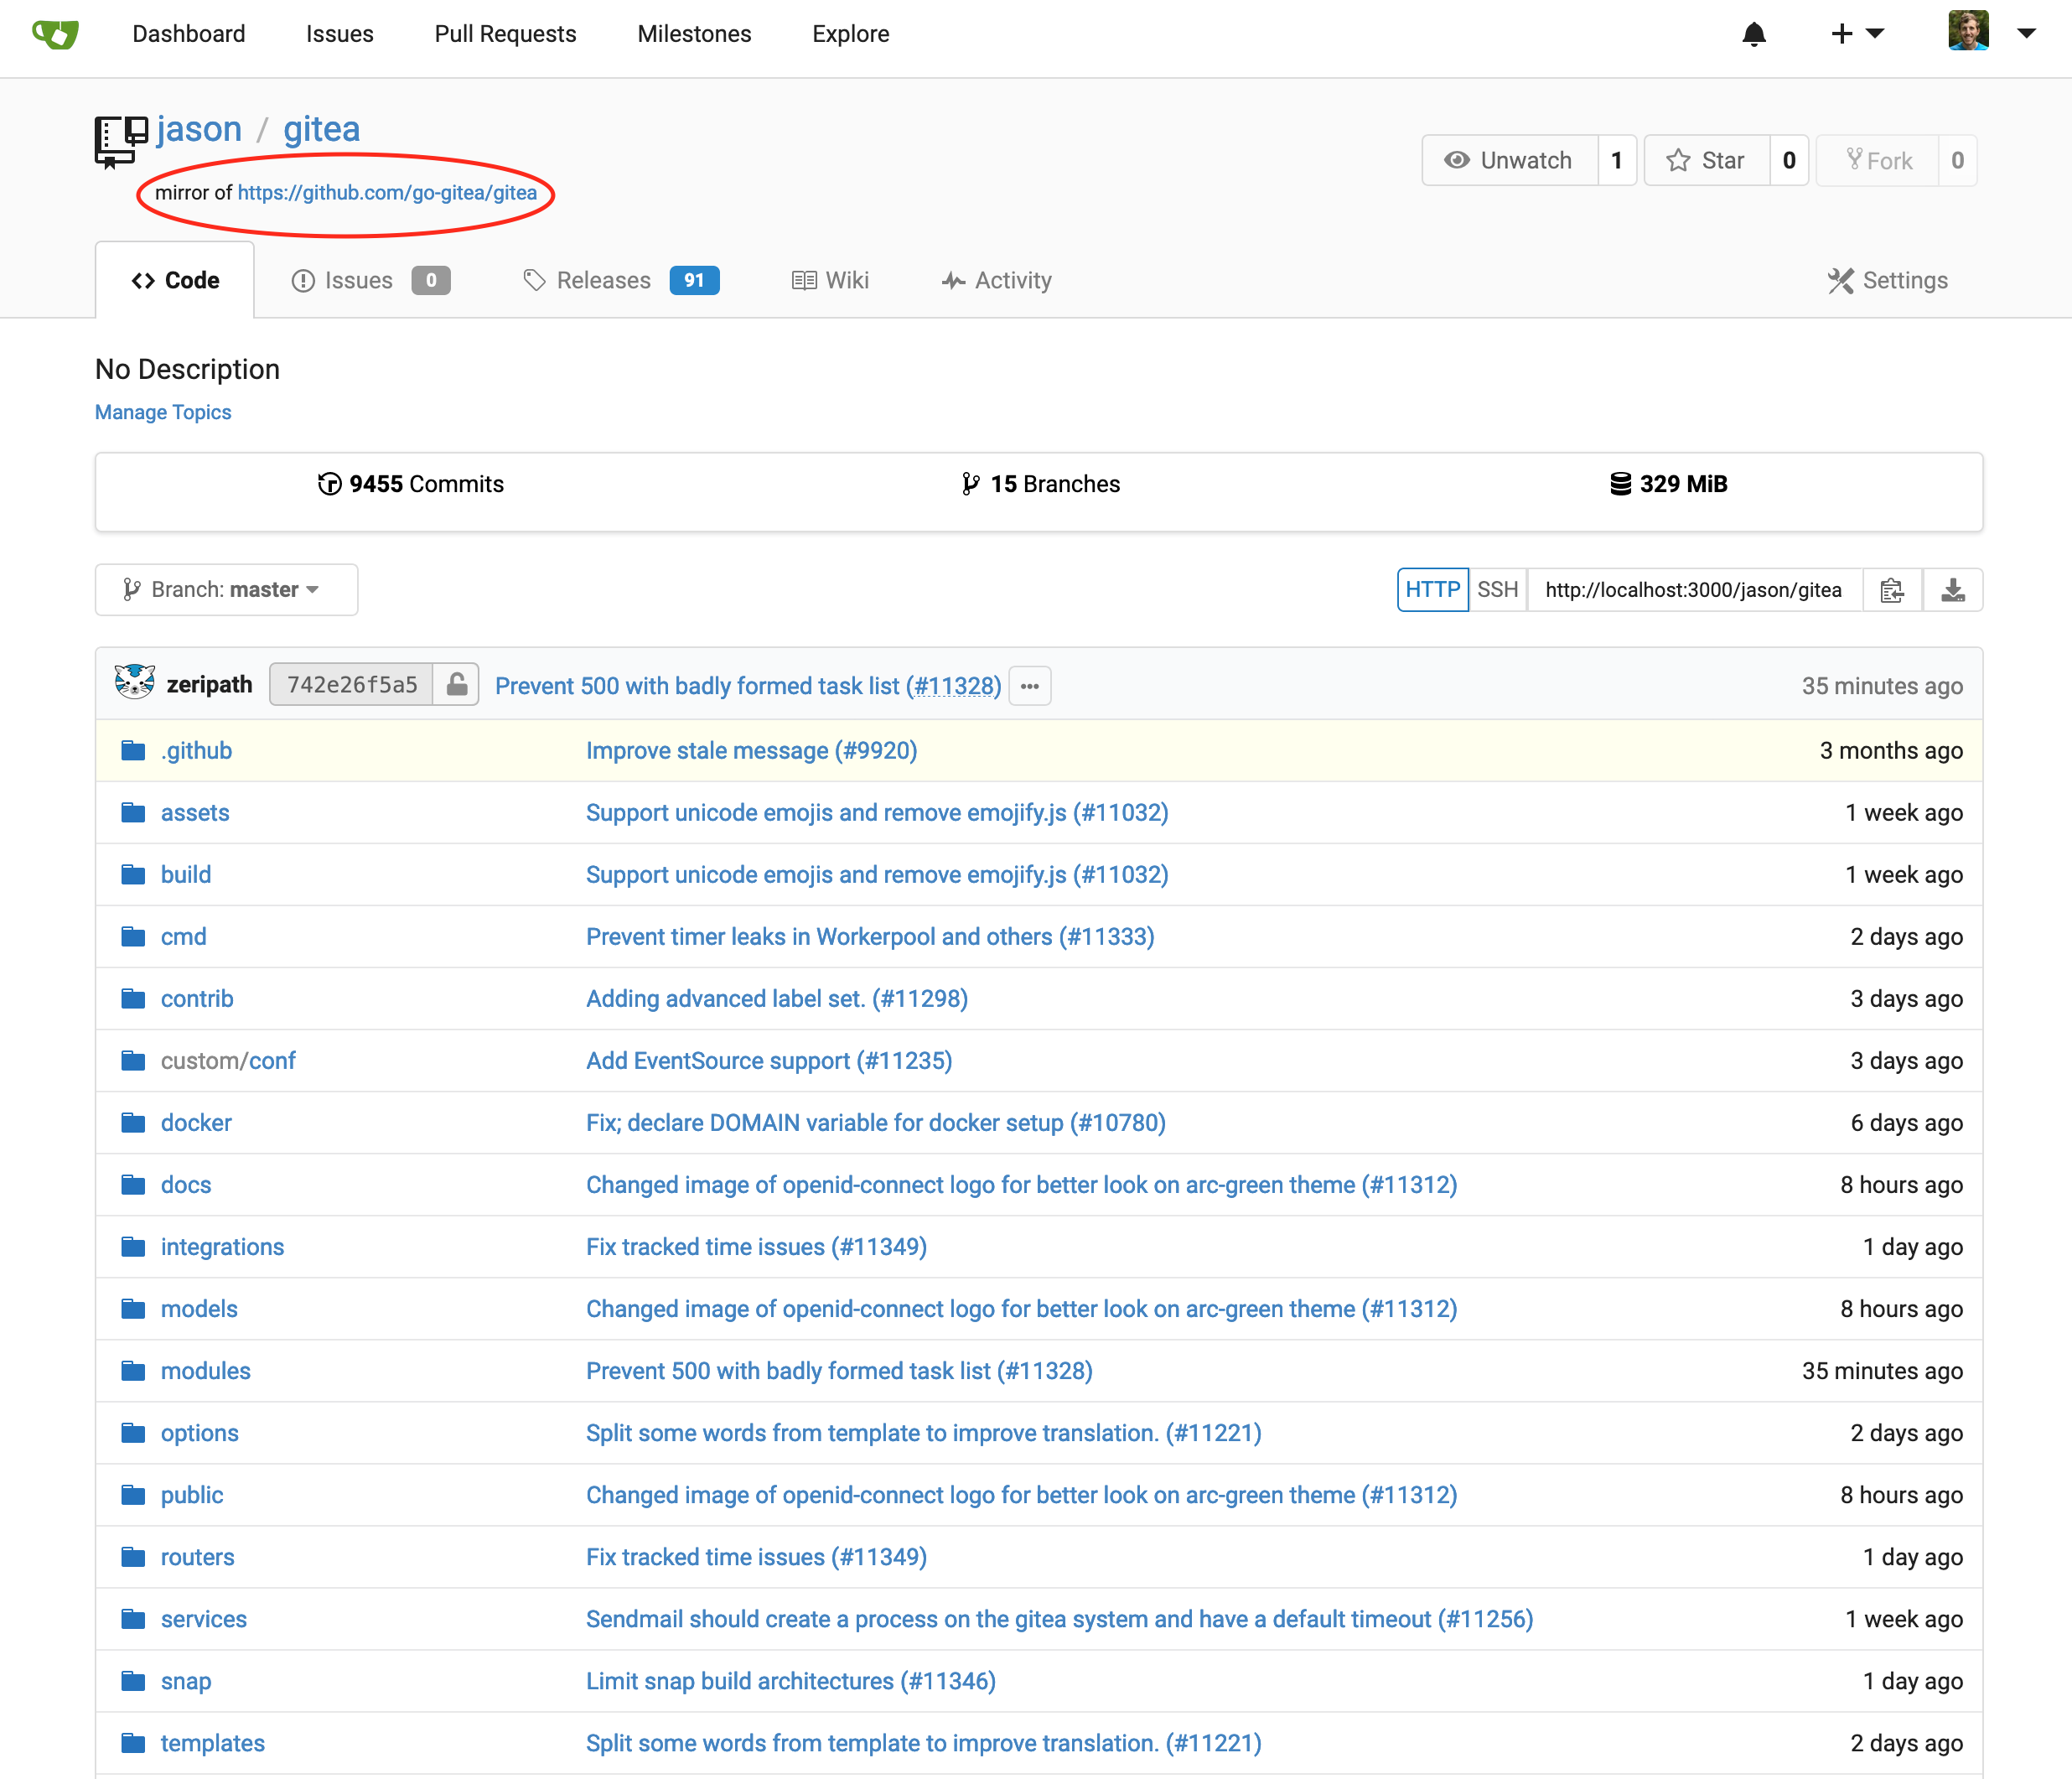 Dashboard Issues Pull Requests Milestones Explore
jason / gitea
Unwatch 1 Star 0 Fork 0
mirror of https://github.com/go-gitea/gitea
Code Issues 0 Releases 91 Wiki Activity Settings
No Description
Manage Topics
9455 Commits 15 Branches 329 MiB
Branch: master HTTP SSH http://localhost:3000/jason/gitea
zeripath 742e26f5a5 Prevent 500 with badly formed task list (#11328) ... 35 minutes ago
.github Improve stale message (#9920) 3 months ago
assets Support unicode emojis and remove emojify.js (#11032) 1 week ago
build Support unicode emojis and remove emojify.js (#11032) 1 week ago
cmd Prevent timer leaks in Workerpool and others (#11333) 2 days ago
contrib Adding advanced label set. (#11298) 3 days ago
custom/conf Add EventSource support (#11235) 3 days ago
docker Fix; declare DOMAIN variable for docker setup (#10780) 6 days ago
docs Changed image of openid-connect logo for better look on arc-green theme (#11312) 8 hours ago
integrations Fix tracked time issues (#11349) 1 day ago
models Changed image of openid-connect logo for better look on arc-green theme (#11312) 8 hours ago
modules Prevent 500 with badly formed task list (#11328) 35 minutes ago
options Split some words from template to improve translation. (#11221) 2 days ago
public Changed image of openid-connect logo for better look on arc-green theme (#11312) 8 hours ago
routers Fix tracked time issues (#11349) 1 day ago
services Sendmail should create a process on the gitea system and have a default timeout (#11256) 1 week ago
snap Limit snap build architectures (#11346) 1 day ago
templates Split some words from template to improve translation. (#11221) 2 days ago